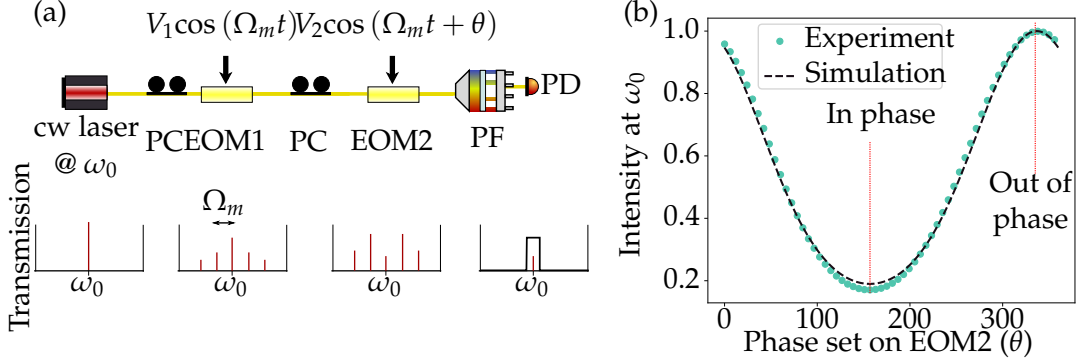 (a)
V₁cos (Ωₘt)V₂cos (Ωₘt + θ)
cw laser
@ ω₀
PC
EOM1
PC
EOM2
PF
PD
Transmission
Ωₘ
ω₀
ω₀
ω₀
ω₀
(b)
Intensity at ω₀
1.0
0.8
0.6
0.4
0.2
Experiment
Simulation
In phase
Out of
phase
0
100
200
300
Phase set on EOM2 (θ)